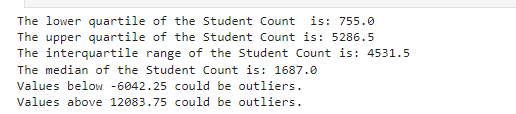 The lower quartile of the Student Count  is: 755.0
The upper quartile of the Student Count is: 5286.5
The interquartile range of the Student Count is: 4531.5
The median of the Student Count is: 1687.0
Values below -6042.25 could be outliers.
Values above 12083.75 could be outliers.